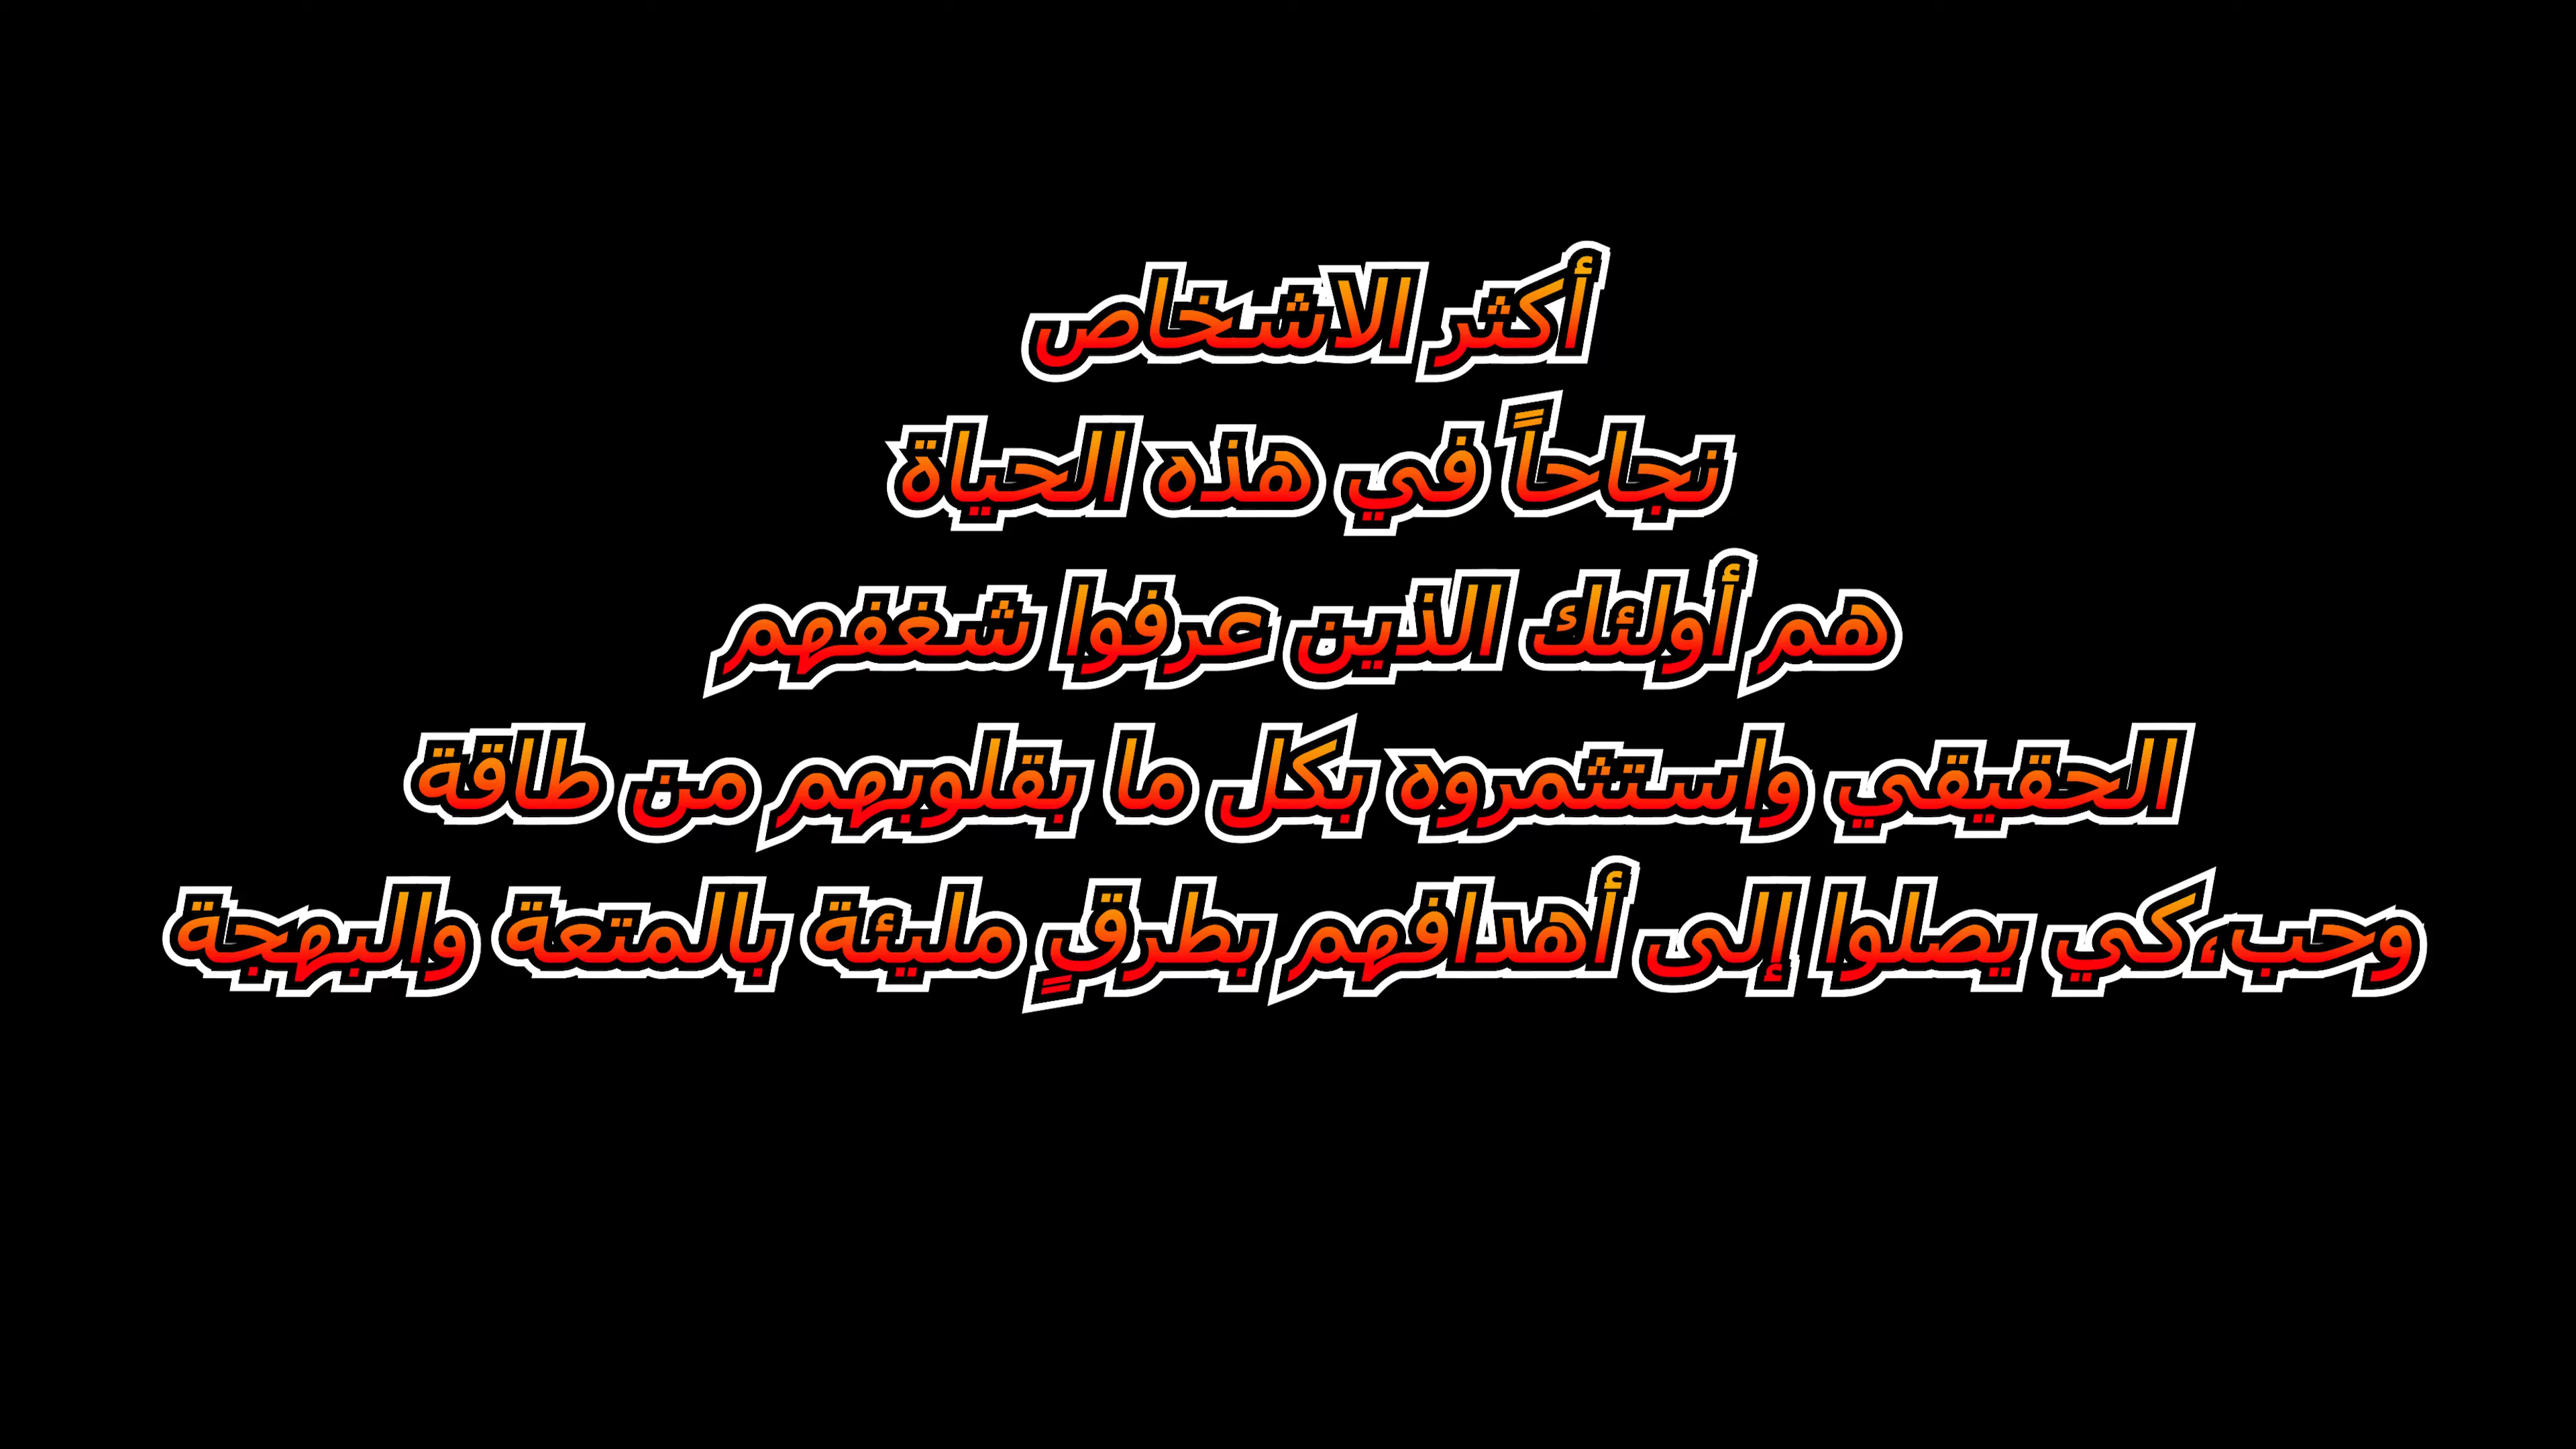 أكثر الاشخاص
نجاحاً في هذه الحياة
هم أولئك الذين عرفوا شغفهم
الحقيقي واستثمروه بكل ما بقلوبهم من طاقة
وحب،كي يصلوا إلى أهدافهم بطرقٍ مليئة بالمتعة والبهجة